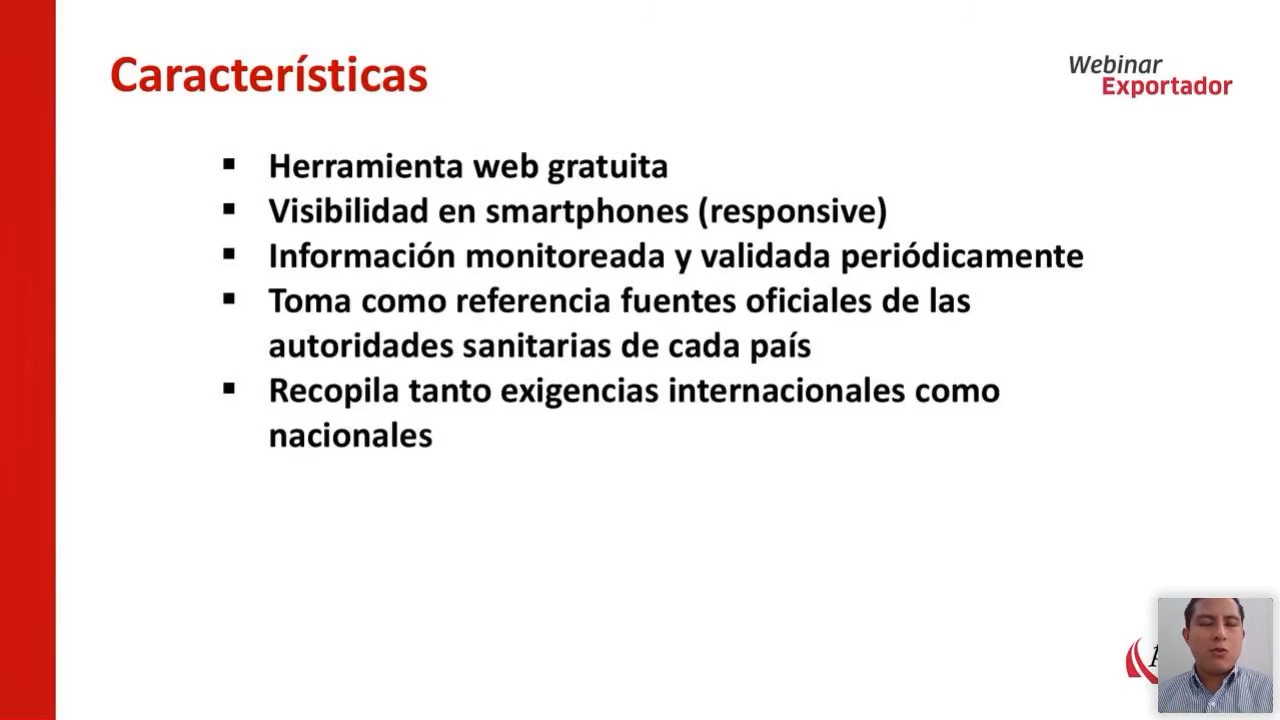 Características
Webinar
Exportador
Herramienta web gratuita
Visibilidad en smartphones (responsive)
Información monitoreada y validada periódicamente
Toma como referencia fuentes oficiales de las
autoridades sanitarias de cada país
Recopila tanto exigencias internacionales como
nacionales